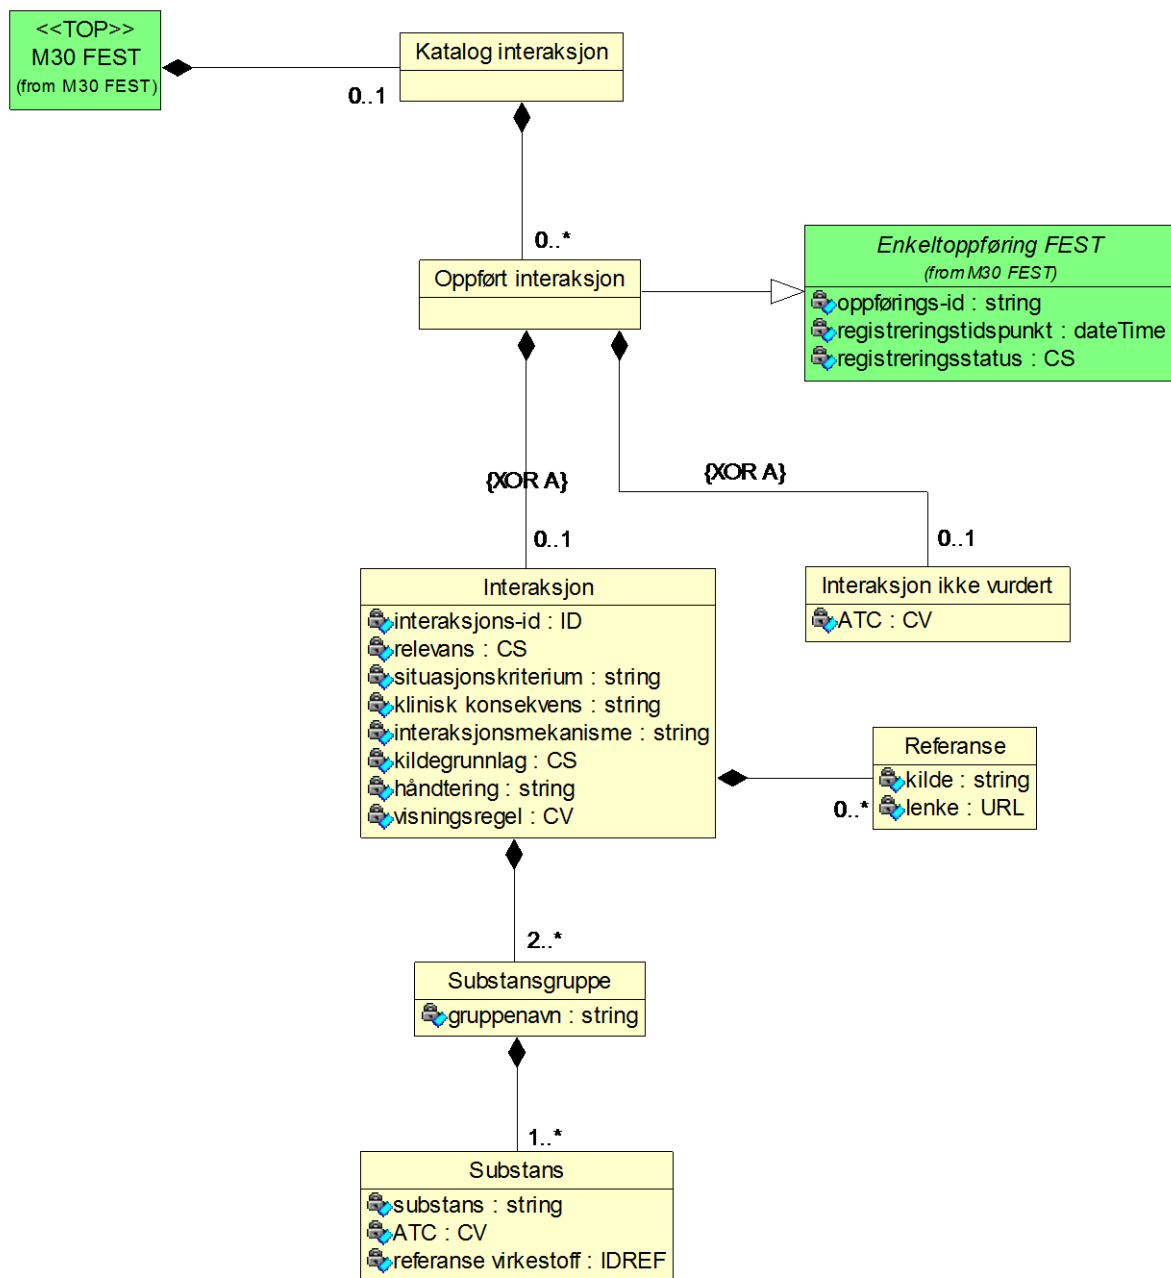 <<TOP>>
M30 FEST
(from M30 FEST)
Katalog interaksjon
0..1
0..*
Oppført interaksjon
Enkeltoppføring FEST
(from M30 FEST)
oppførings-id : string
registreringstidspunkt : dateTime
registreringsstatus : CS
{XOR A}
{XOR A}
0..1
0..1
Interaksjon
interaksjons-id : ID
relevans : CS
situasjonskriterium : string
klinisk konsekvens : string
interaksjonsmekanisme : string
kildegrunnlag : CS
håndtering : string
visningsregel : CV
Interaksjon ikke vurdert
ATC : CV
Referanse
kilde : string
lenke : URL
0..*
2..*
Substansgruppe
gruppenavn : string
1..*
Substans
substans : string
ATC : CV
referanse virkestoff : IDREF